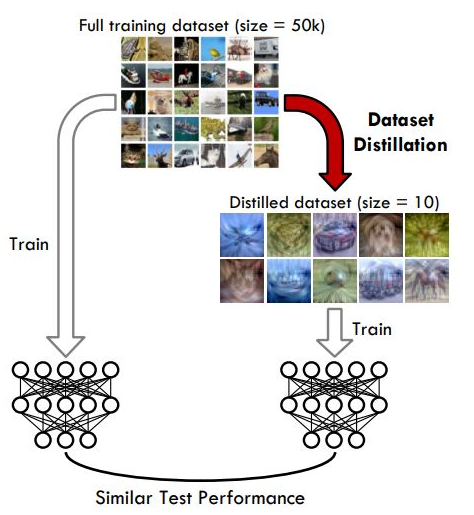 Full training dataset (size = 50k)
Dataset
Distillation
Distilled dataset (size = 10)
Train
Train
Similar Test Performance